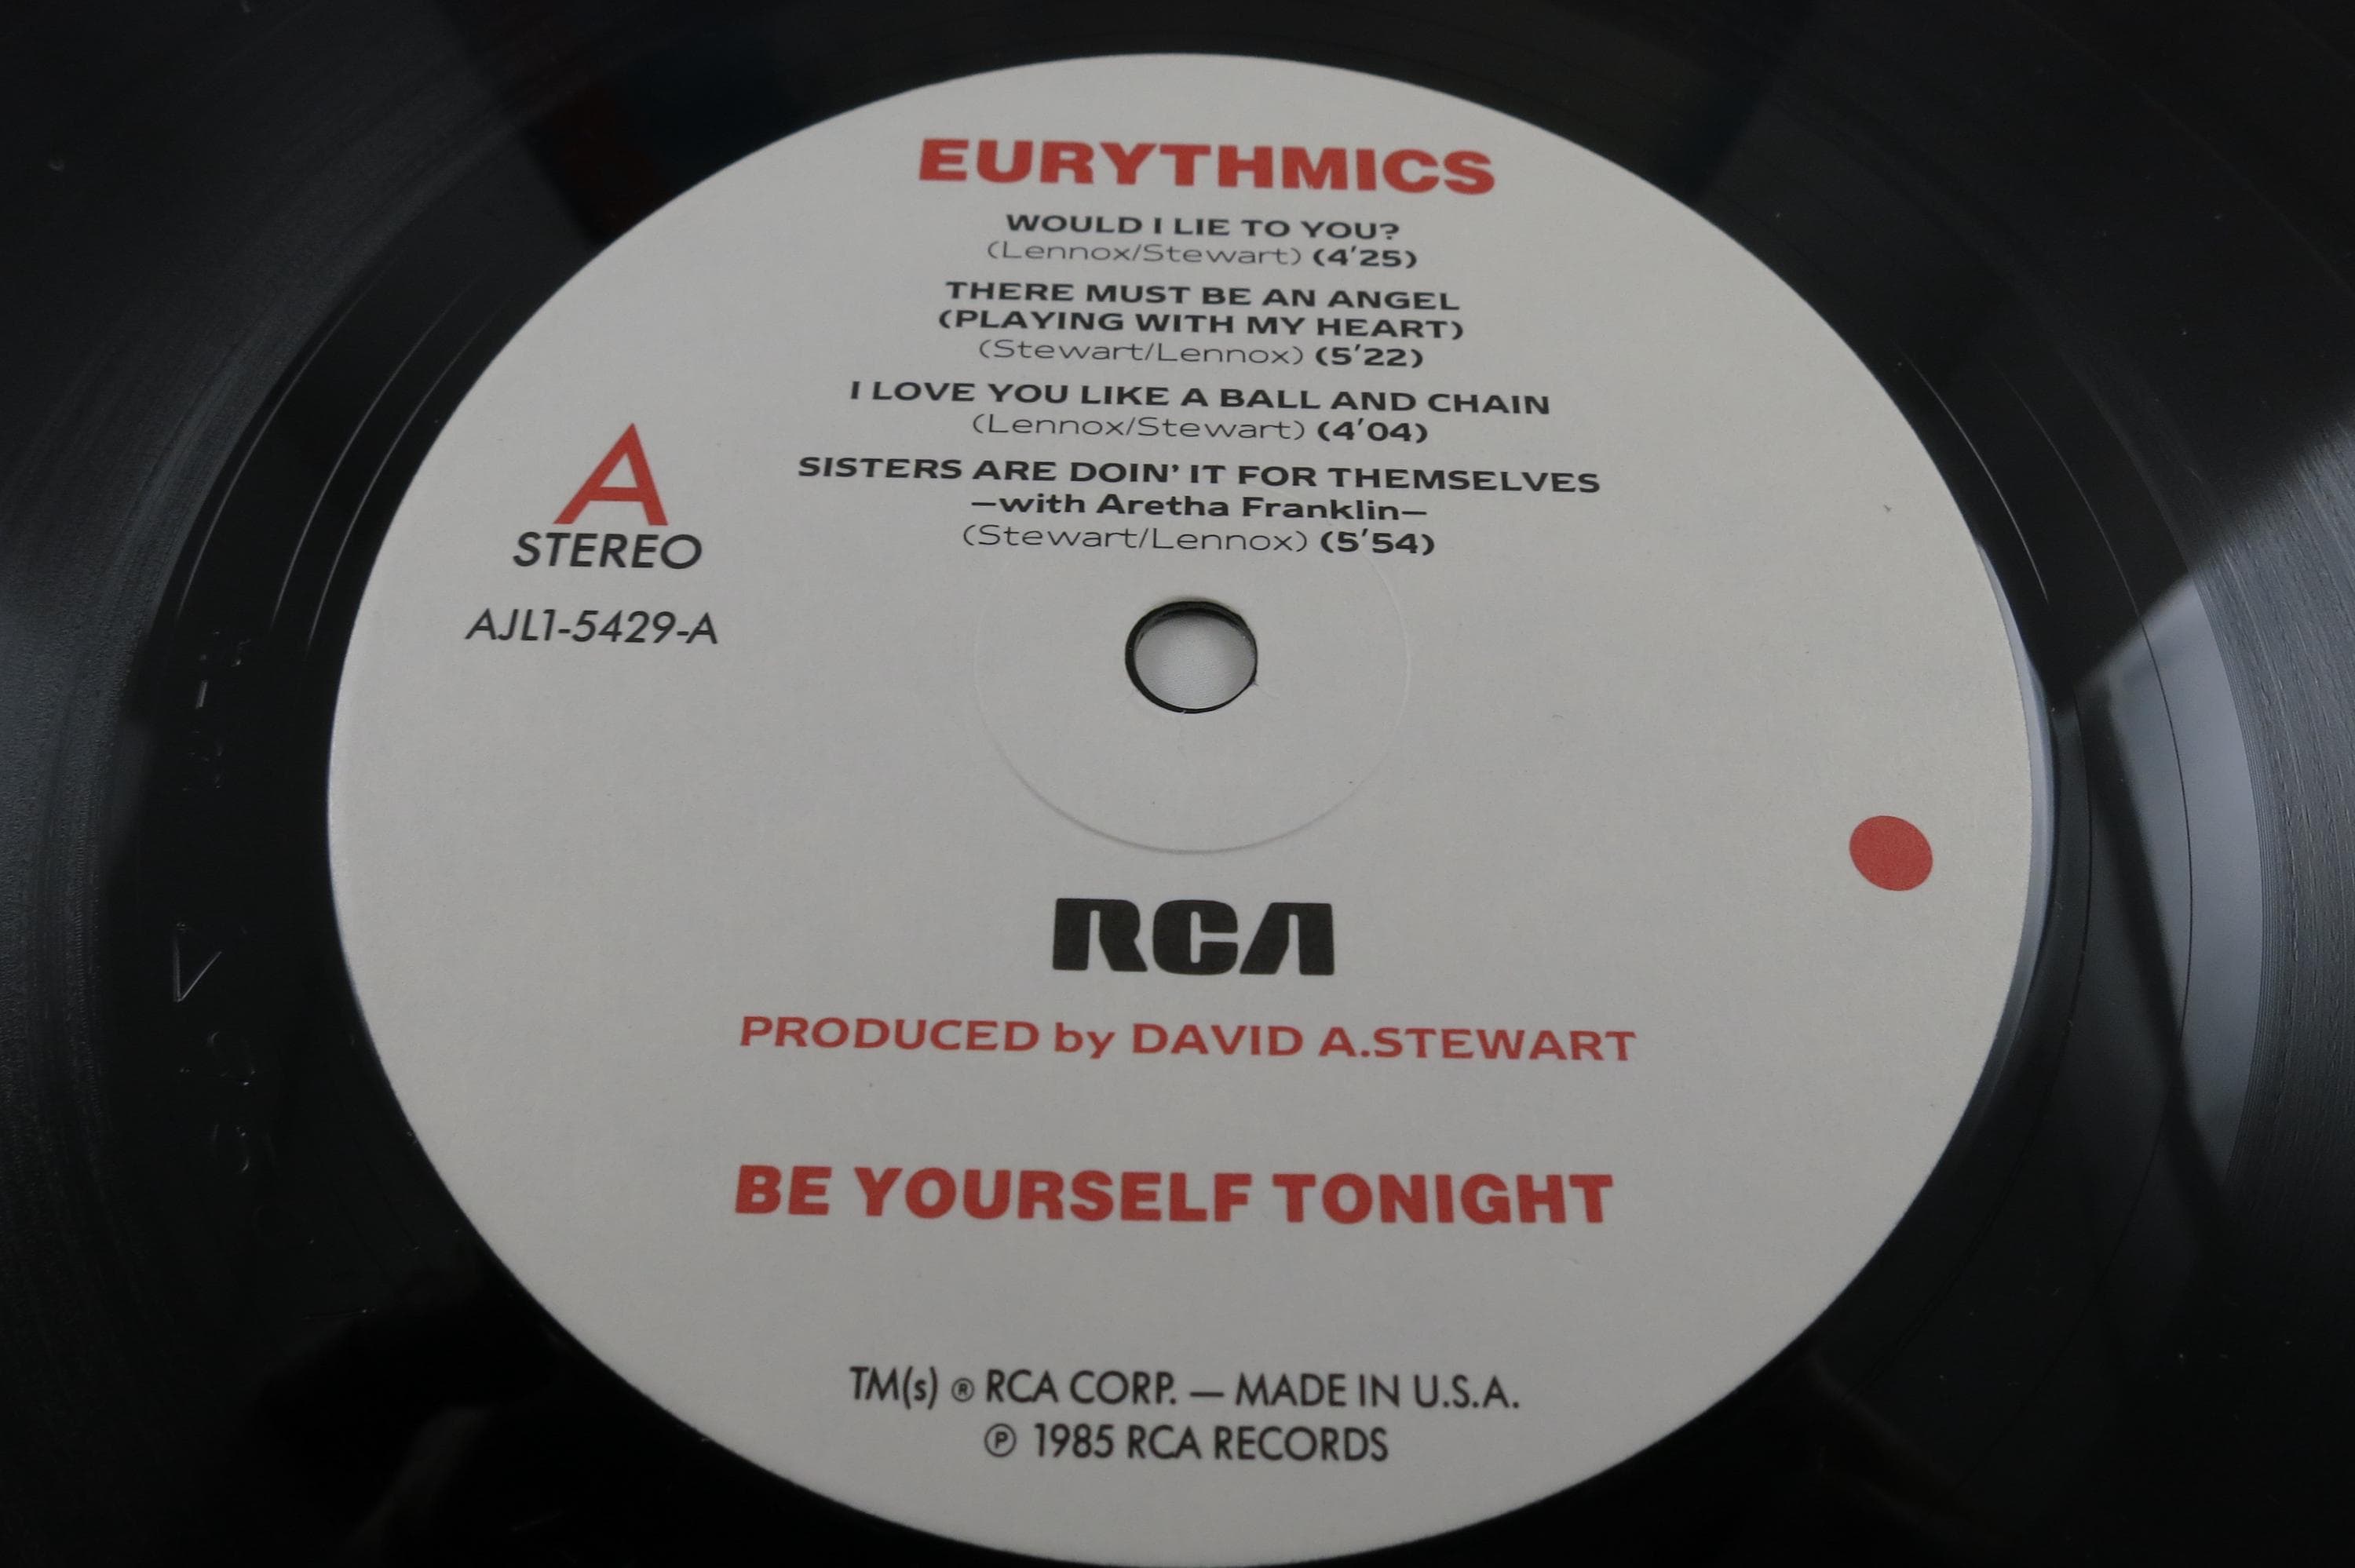 EURYTHMICS
WOULD I LIE TO YOU?
(Lennox/Stewart) (4'25)
THERE MUST BE AN ANGEL
(PLAYING WITH MY HEART)
(Stewart/Lennox) (5'22)
I LOVE YOU LIKE A BALL AND CHAIN
(Lennox/Stewart) (4'04)
SISTERS ARE DOIN' IT FOR THEMSELVES
—with Aretha Franklin—
(Stewart/Lennox) (5'54)
A
STEREO
AJL1-5429-A
RCA
PRODUCED by DAVID A.STEWART
BE YOURSELF TONIGHT
TM(s) ® RCA CORP. — MADE IN U.S.A.
℗ 1985 RCA RECORDS